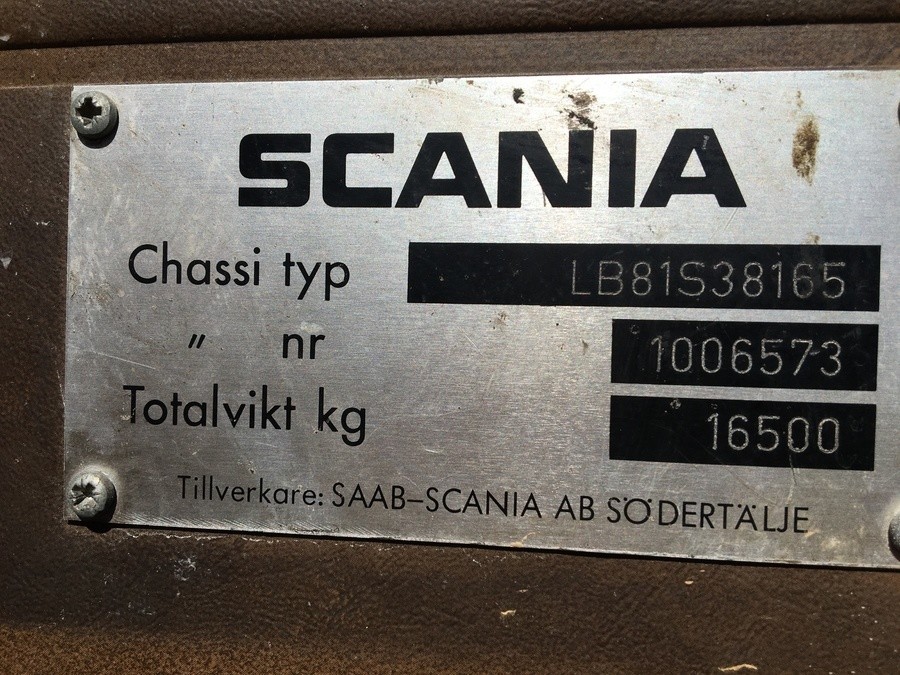 SCANIA
Chassi typ LB81S38165
" nr 1006573
Totalvikt kg 16500
Tillverkare: SAAB-SCANIA AB SÖDERTÄLJE